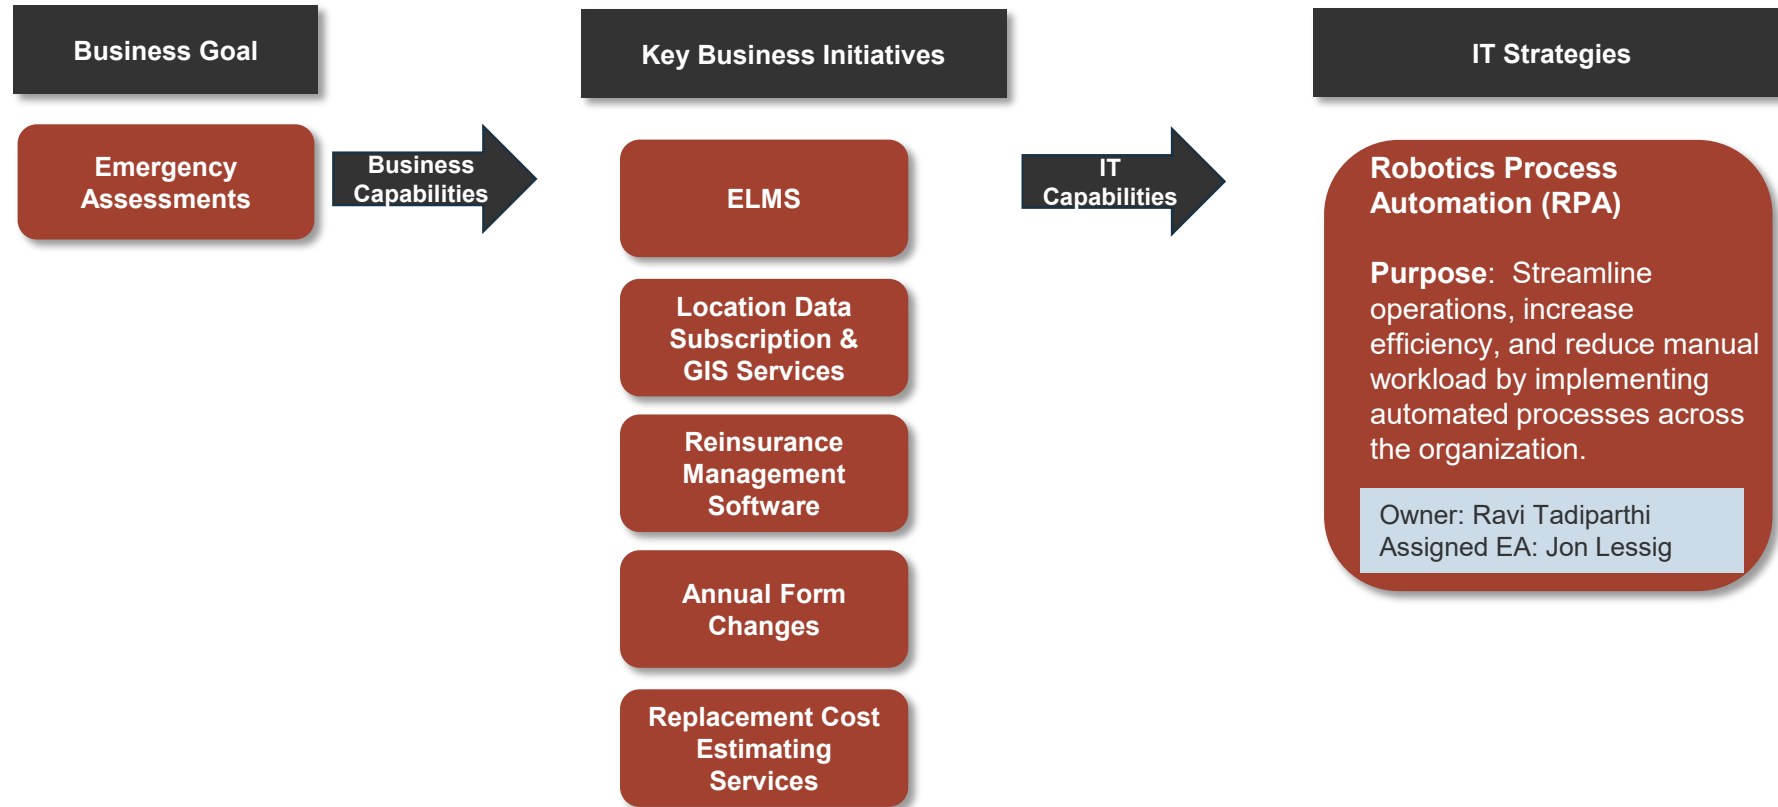 Business Goal
Key Business Initiatives
IT Strategies
Emergency
Assessments
Business
Capabilities
ELMS
Location Data
Subscription &
GIS Services
Reinsurance
Management
Software
Annual Form
Changes
Replacement Cost
Estimating
Services
IT
Capabilities
Robotics Process
Automation (RPA)
Purpose: Streamline
operations, increase
efficiency, and reduce manual
workload by implementing
automated processes across
the organization.
Owner: Ravi Tadiparthi
Assigned EA: Jon Lessig